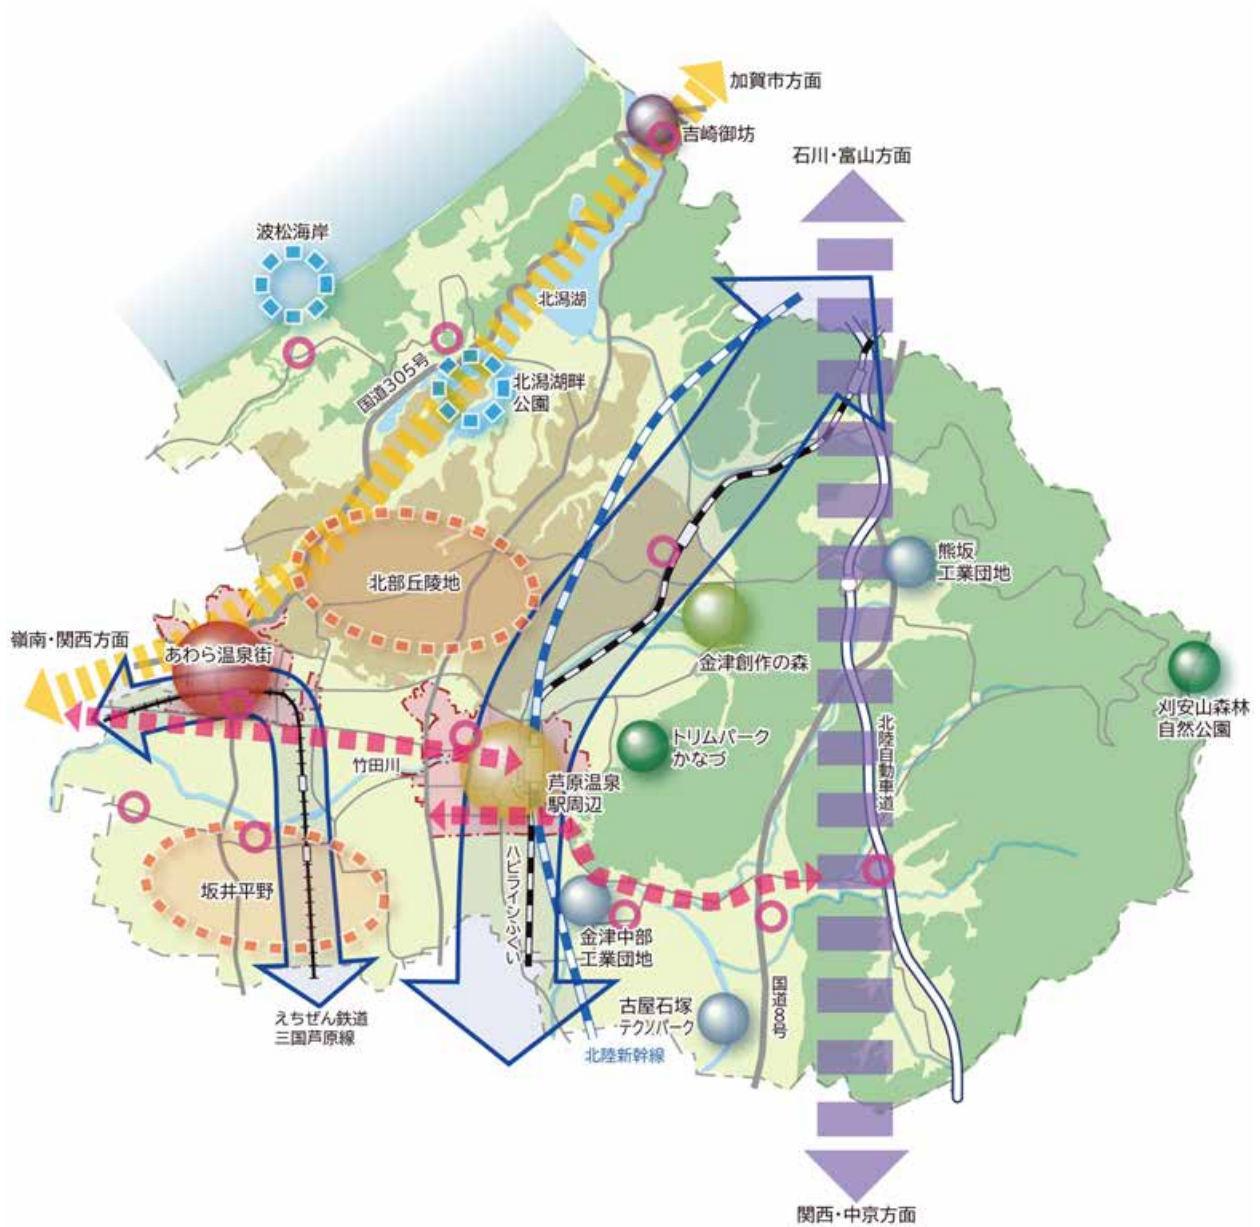 加賀市方面
吉崎御坊
石川・富山方面
波松海岸
北潟湖
国道305号
北潟湖畔
公園
北部丘陵地
熊坂
工業団地
嶺南・関西方面
あわら温泉街
金津創作の森
刈安山森林
自然公園
北陸自動車道
トリムパーク
かなづ
竹田川
芦原温泉
駅周辺
ハピラインふくい
坂井平野
金津中部
工業団地
国道8号
古屋石塚
テクノパーク
えちぜん鉄道
三国芦原線
北陸新幹線
関西・中京方面